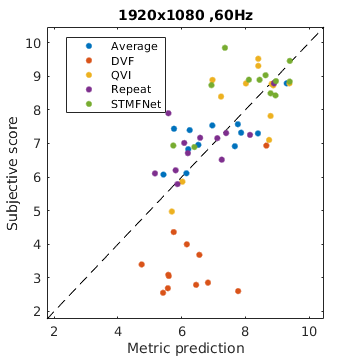 1920x1080 ,60Hz
10
9
8
7
6
5
4
3
2
Subjective score
Average
DVF
QVI
Repeat
STMFNet
2 4 6 8 10
Metric prediction